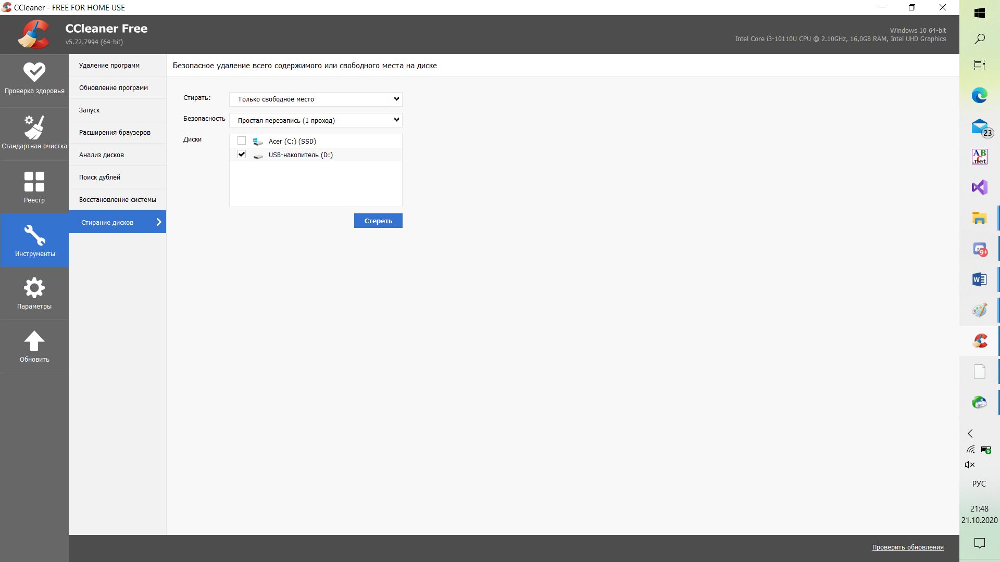 CCleaner - FREE FOR HOME USE
CCleaner Free
v5.72.7994 (64-bit)
Windows 10 64-bit
Intel Core i3-10110U CPU @ 2.10GHz, 16,0GB RAM, Intel UHD Graphics
Проверка здоровья
Стандартная очистка
Реестр
Инструменты
Параметры
Обновить
Удаление программ
Обновление программ
Запуск
Расширения браузеров
Анализ дисков
Поиск дублей
Восстановление системы
Стирание дисков
Безопасное удаление всего содержимого или свободного места на диске
Стирать:
Только свободное место
Безопасность
Простая перезапись (1 проход)
Диски
Acer (C:) (SSD)
USB-накопитель (D:)
Стереть
Проверить обновления
23
ABC
.net
9+
W
РУС
21:48
21.10.2020